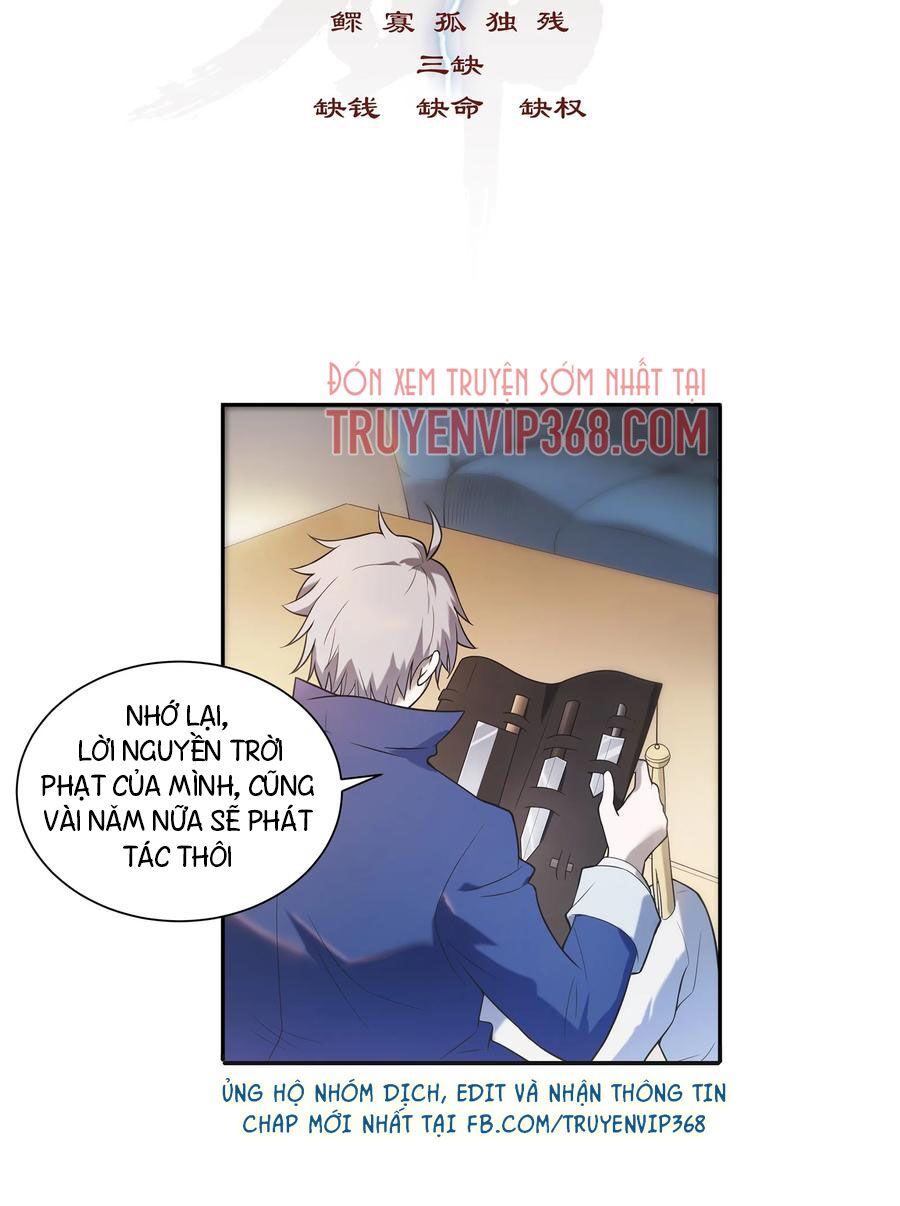 鳏寡孤独残
三缺
缺钱 缺命 缺权
ĐÓN XEM TRUYỆN SỚM NHẤT TẠI
TRUYENVIP368.COM
NHỚ LẠI,
LỜI NGUYỀN TRỜI
PHẠT CỦA MÌNH, CŨNG
VÀI NĂM NỮA SẼ PHÁT
TÁC THÔI
ỦNG HỘ NHÓM DỊCH, EDIT VÀ NHẬN THÔNG TIN
CHAP MỚI NHẤT TẠI FB.COM/TRUYENVIP368